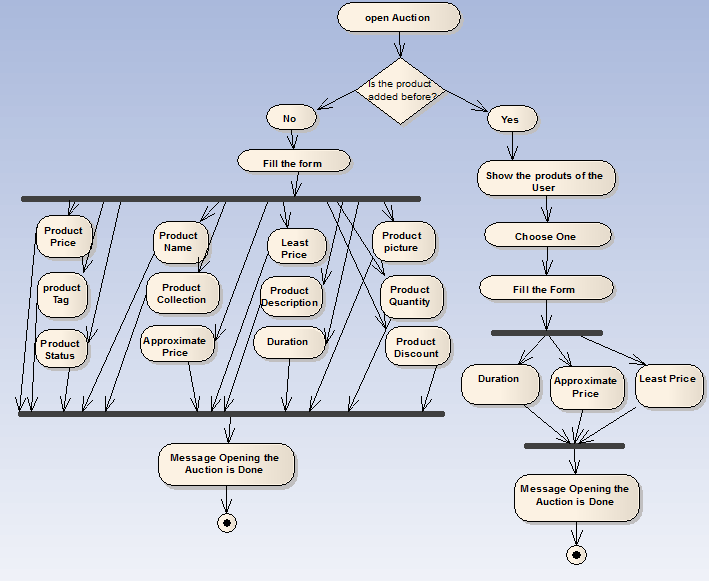 open Auction
Is the product
added before?
No
Yes
Fill the form
Show the produts of the
User
Product
Price
Product
Name
Least
Price
Product
picture
Choose One
product
Tag
Product
Collection
Product
Description
Product
Quantity
Fill the Form
Product
Status
Approximate
Price
Duration
Product
Discount
Duration
Approximate
Price
Least Price
Message Opening the
Auction is Done
Message Opening the
Auction is Done